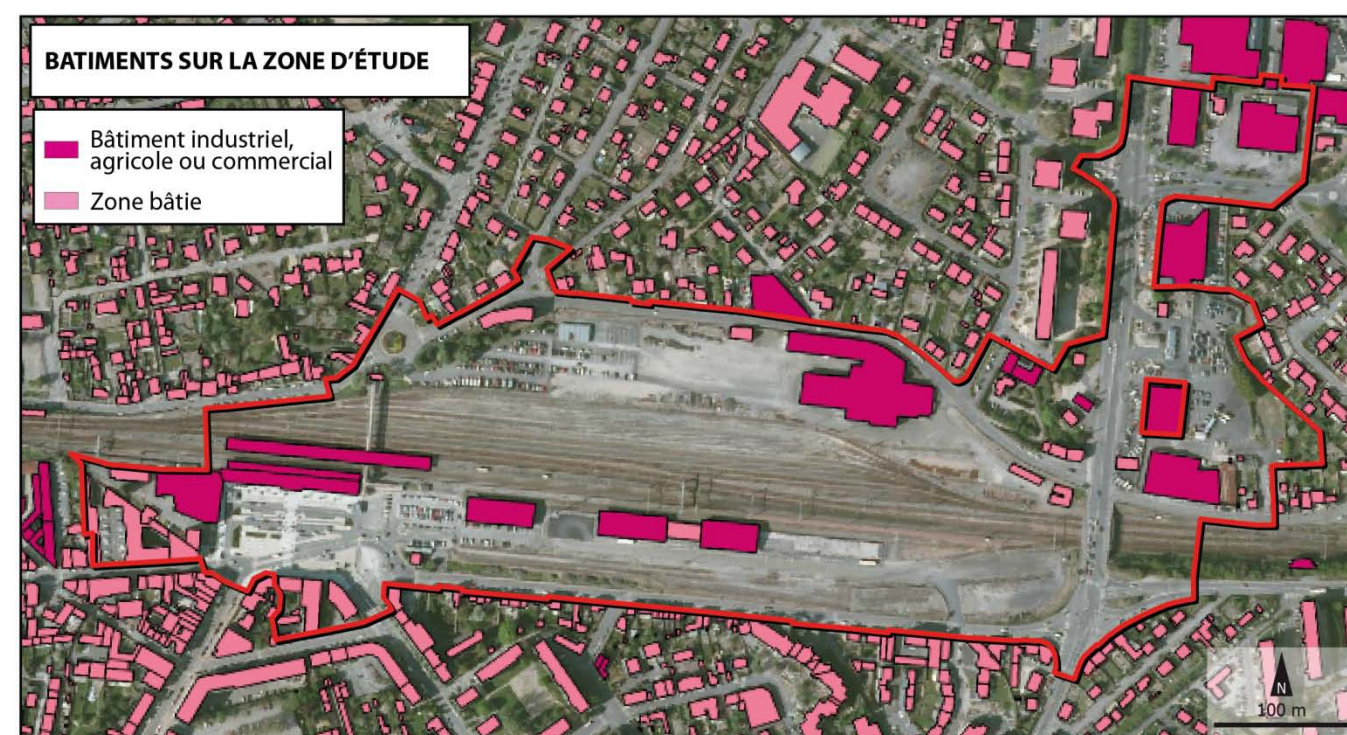 BATIMENTS SUR LA ZONE D'ÉTUDE
Bâtiment industriel,
agricole ou commercial
Zone bâtie
N
100 m